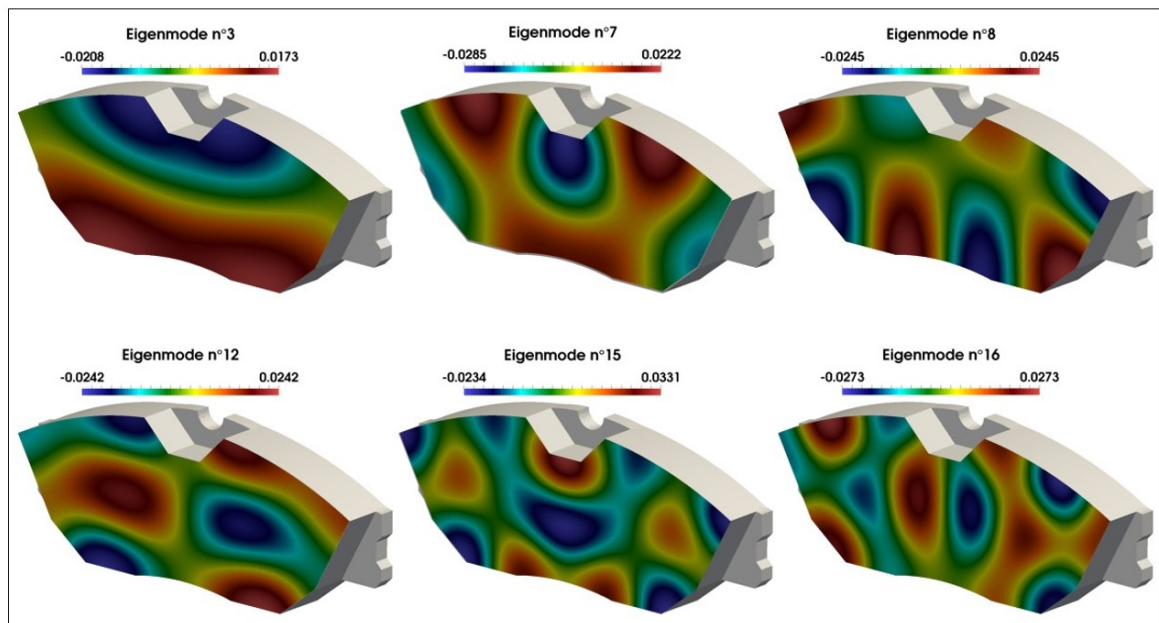 Eigenmode n°3
-0.0208 0.0173
Eigenmode n°7
-0.0285 0.0222
Eigenmode n°8
-0.0245 0.0245
Eigenmode n°12
-0.0242 0.0242
Eigenmode n°15
-0.0234 0.0331
Eigenmode n°16
-0.0273 0.0273